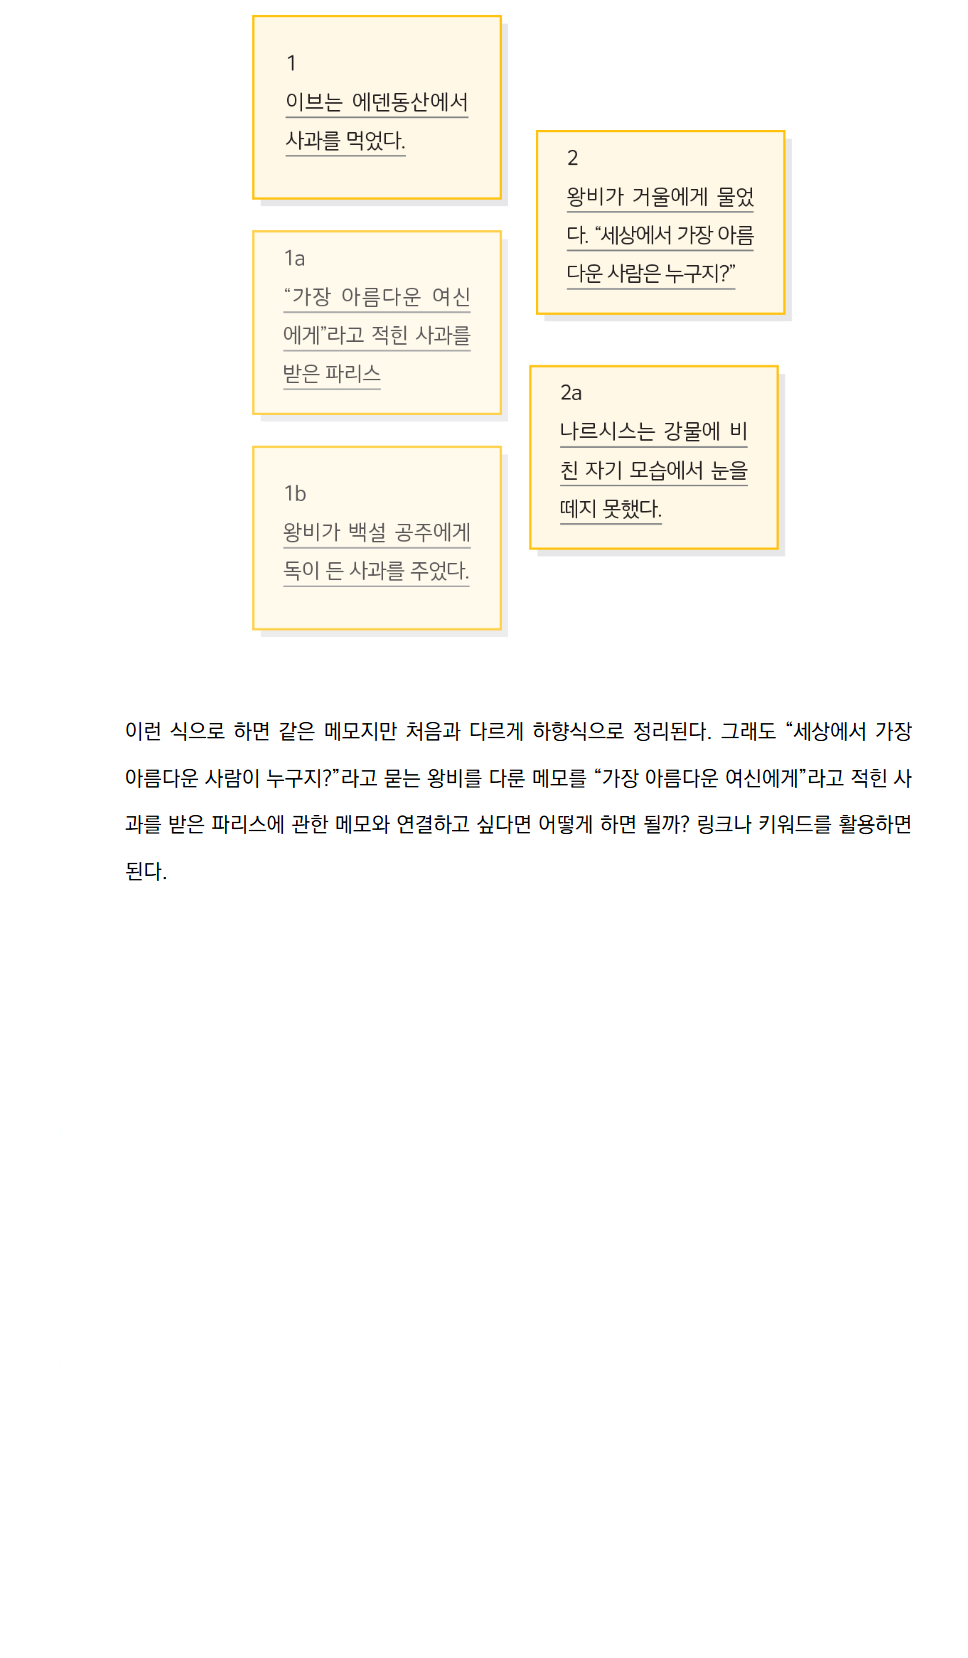 1
이브는 에덴동산에서
사과를 먹었다.
1a
“가장 아름다운 여신
에게”라고 적힌 사과를
받은 파리스
1b
왕비가 백설 공주에게
독이 든 사과를 주었다.
2
왕비가 거울에게 물었
다. “세상에서 가장 아름
다운 사람은 누구지?”
2a
나르시스는 강물에 비
친 자기 모습에서 눈을
떼지 못했다.
이런 식으로 하면 같은 메모지만 처음과 다르게 하향식으로 정리된다. 그래도 “세상에서 가장
아름다운 사람이 누구지?”라고 묻는 왕비를 다룬 메모를 “가장 아름다운 여신에게”라고 적힌 사
과를 받은 파리스에 관한 메모와 연결하고 싶다면 어떻게 하면 될까? 링크나 키워드를 활용하면
된다.